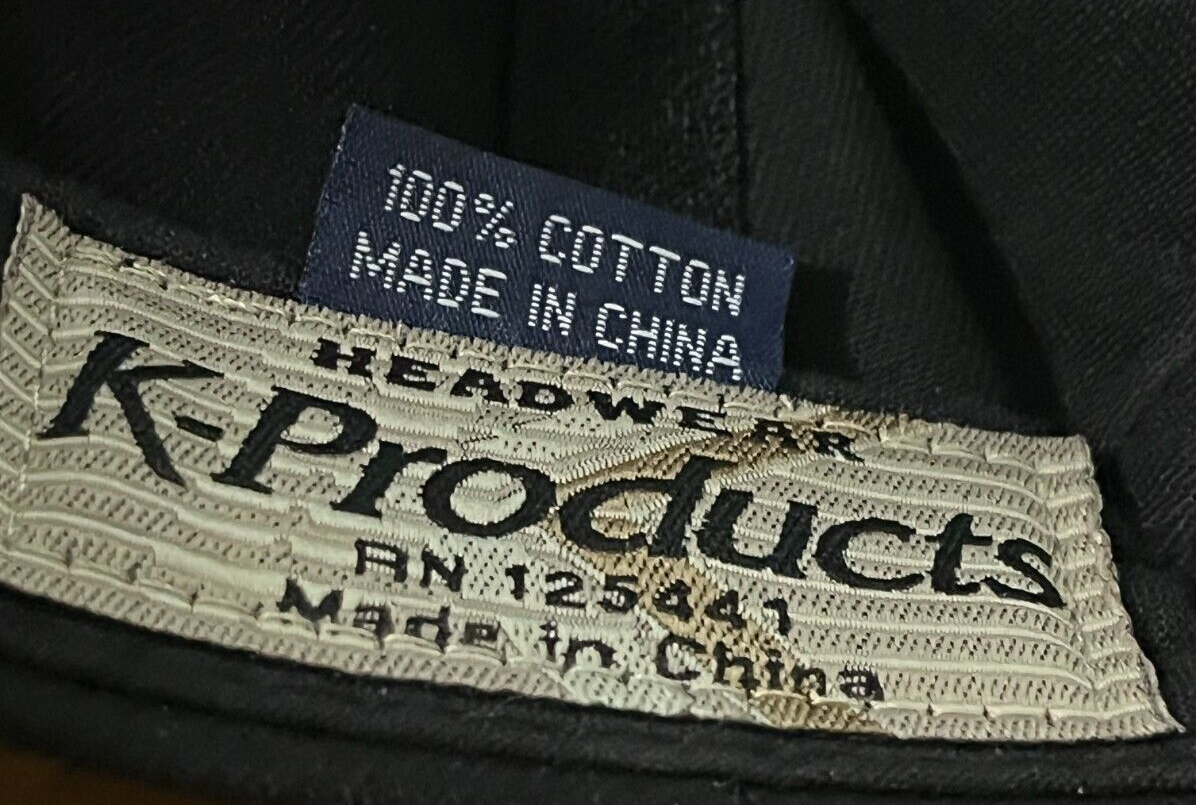 100% COTTON
MADE IN CHINA
HEADWEAR
K-Products
RN 125441
Made in China